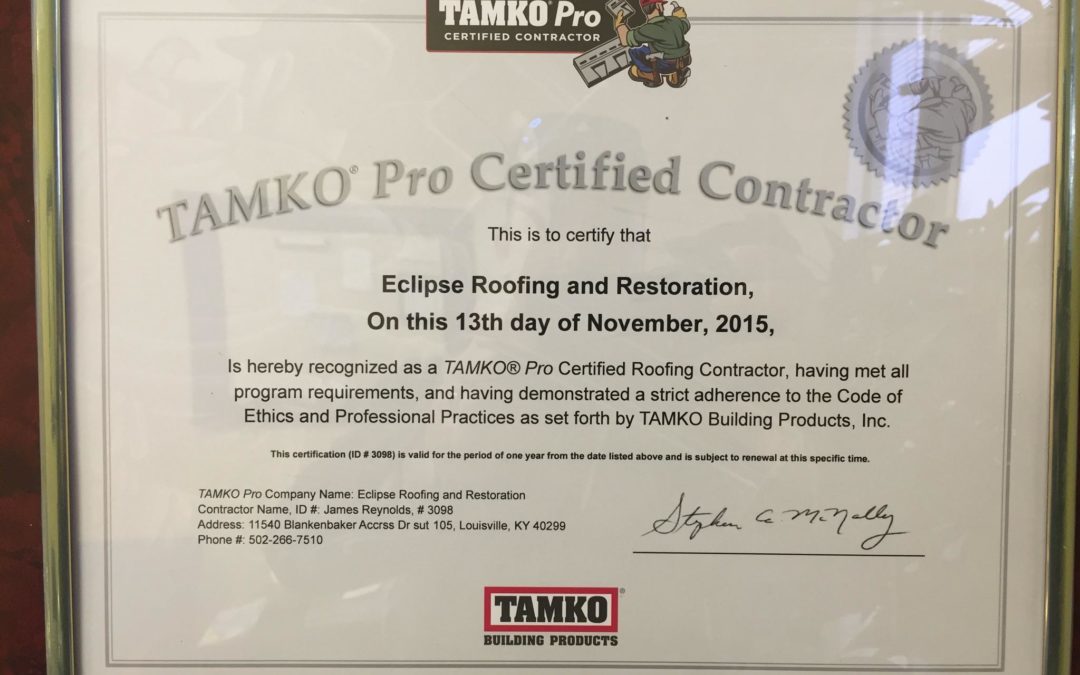 TAMKO® Pro
CERTIFIED CONTRACTOR
TAMKO® Pro Certified Contractor
This is to certify that
Eclipse Roofing and Restoration,
On this 13th day of November, 2015,
Is hereby recognized as a TAMKO® Pro Certified Roofing Contractor, having met all
program requirements, and having demonstrated a strict adherence to the Code of
Ethics and Professional Practices as set forth by TAMKO Building Products, Inc.
This certification (ID # 3098) is valid for the period of one year from the date listed above and is subject to renewal at this specific time.
TAMKO Pro Company Name: Eclipse Roofing and Restoration
Contractor Name, ID #: James Reynolds, # 3098
Address: 11540 Blankenbaker Accrss Dr sut 105, Louisville, KY 40299
Phone #: 502-266-7510
Stephen A. McNally
TAMKO®
BUILDING PRODUCTS